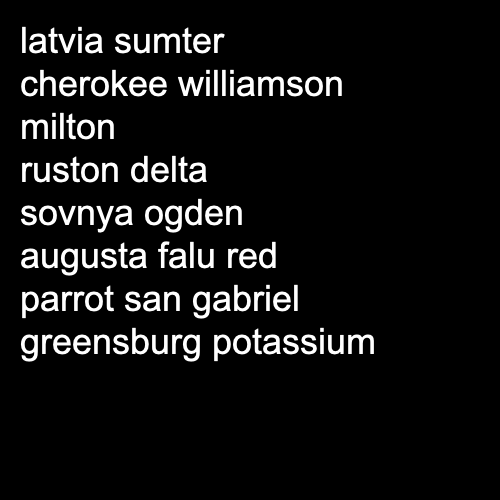 latvia sumter
cherokee williamson
milton
ruston delta
sovnya ogden
augusta falu red
parrot san gabriel
greensburg potassium